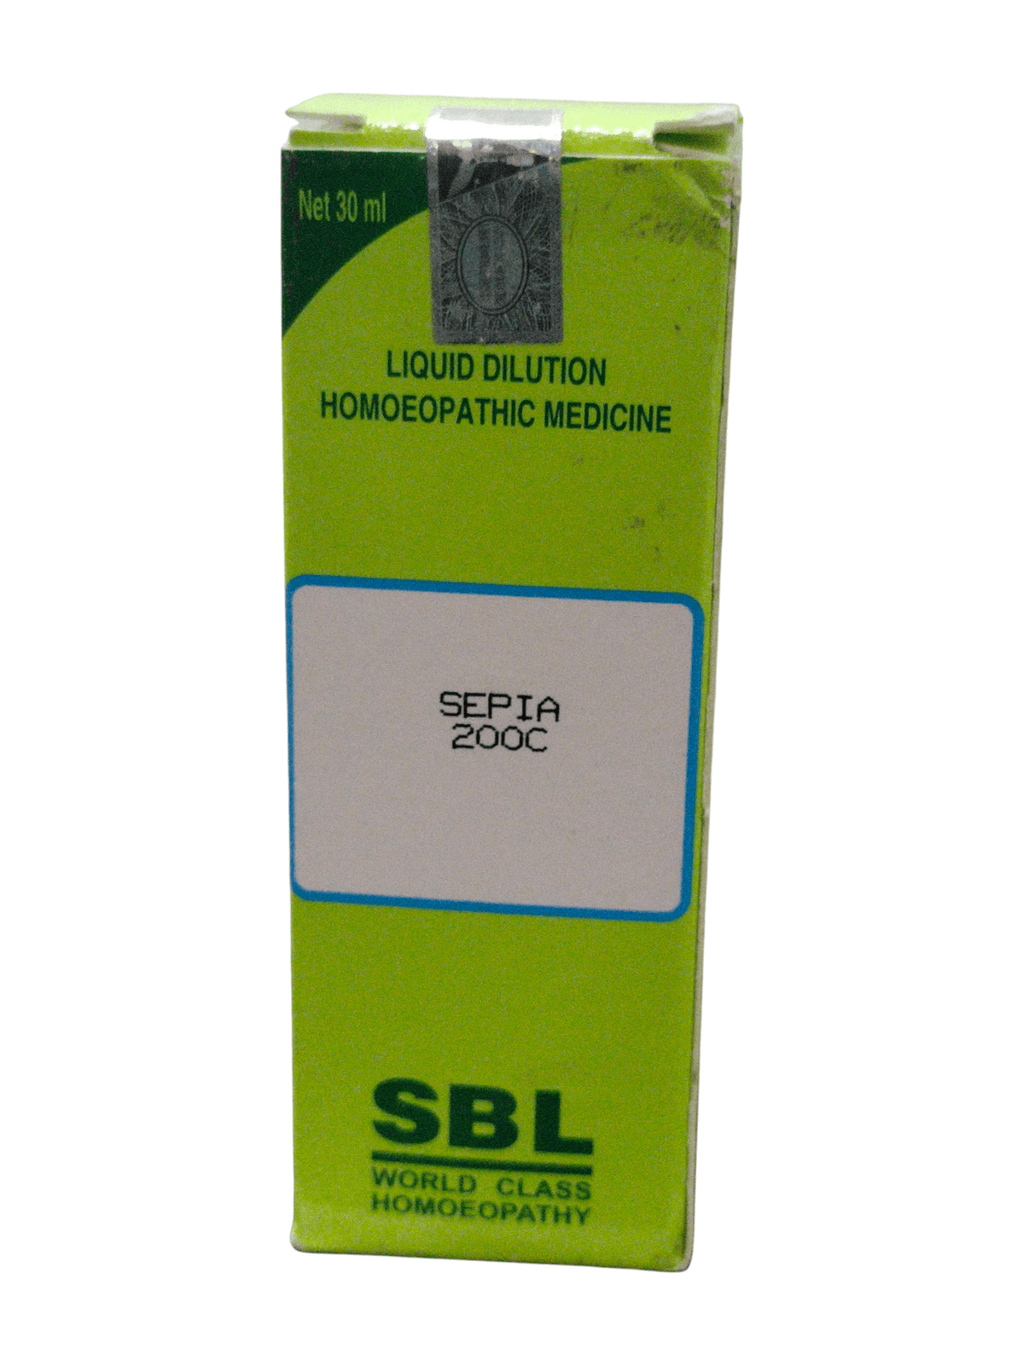 Net 30 ml
LIQUID DILUTION
HOMOEOPATHIC MEDICINE
SEPIA
200C
SBL
WORLD CLASS
HOMOEOPATHY